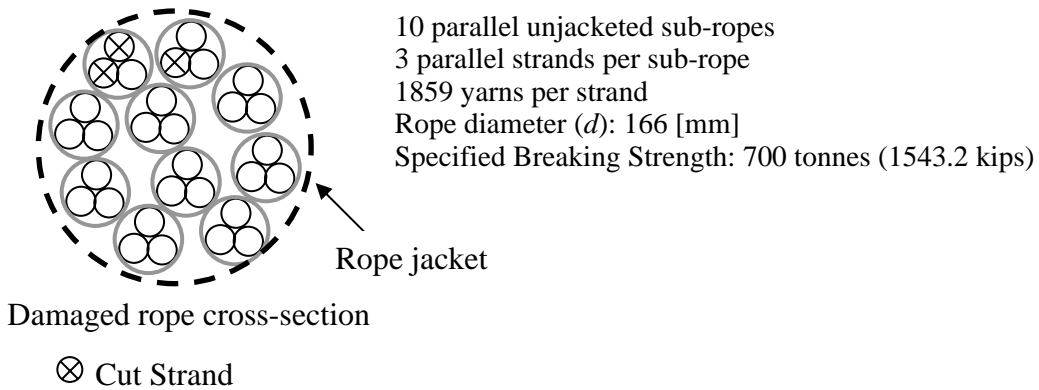 10 parallel unjacketed sub-ropes
3 parallel strands per sub-rope
1859 yarns per strand
Rope diameter (d): 166 [mm]
Specified Breaking Strength: 700 tonnes (1543.2 kips)
Rope jacket
Damaged rope cross-section
Cut Strand